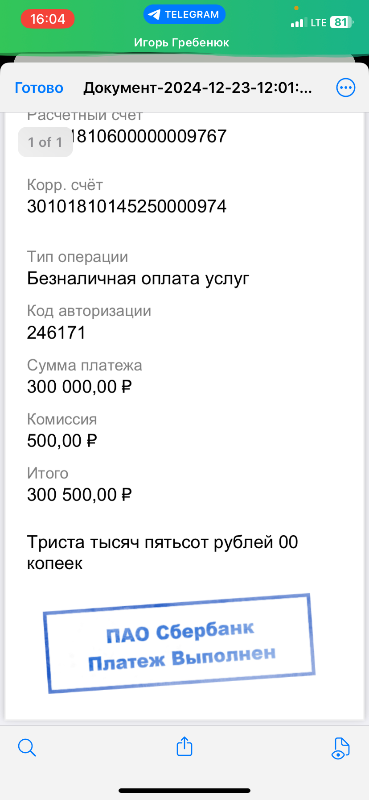 16:04
TELEGRAM
LTE 81
Игорь Гребенюк
Готово
Документ-2024-12-23-12:01:...
Расчетный счет
1 of 1
1810600000009767
Корр. счёт
30101810145250000974
Тип операции
Безналичная оплата услуг
Код авторизации
246171
Сумма платежа
300 000,00 ₽
Комиссия
500,00 ₽
Итого
300 500,00 ₽
Триста тысяч пятьсот рублей 00
копеек
ПАО Сбербанк
Платеж Выполнен